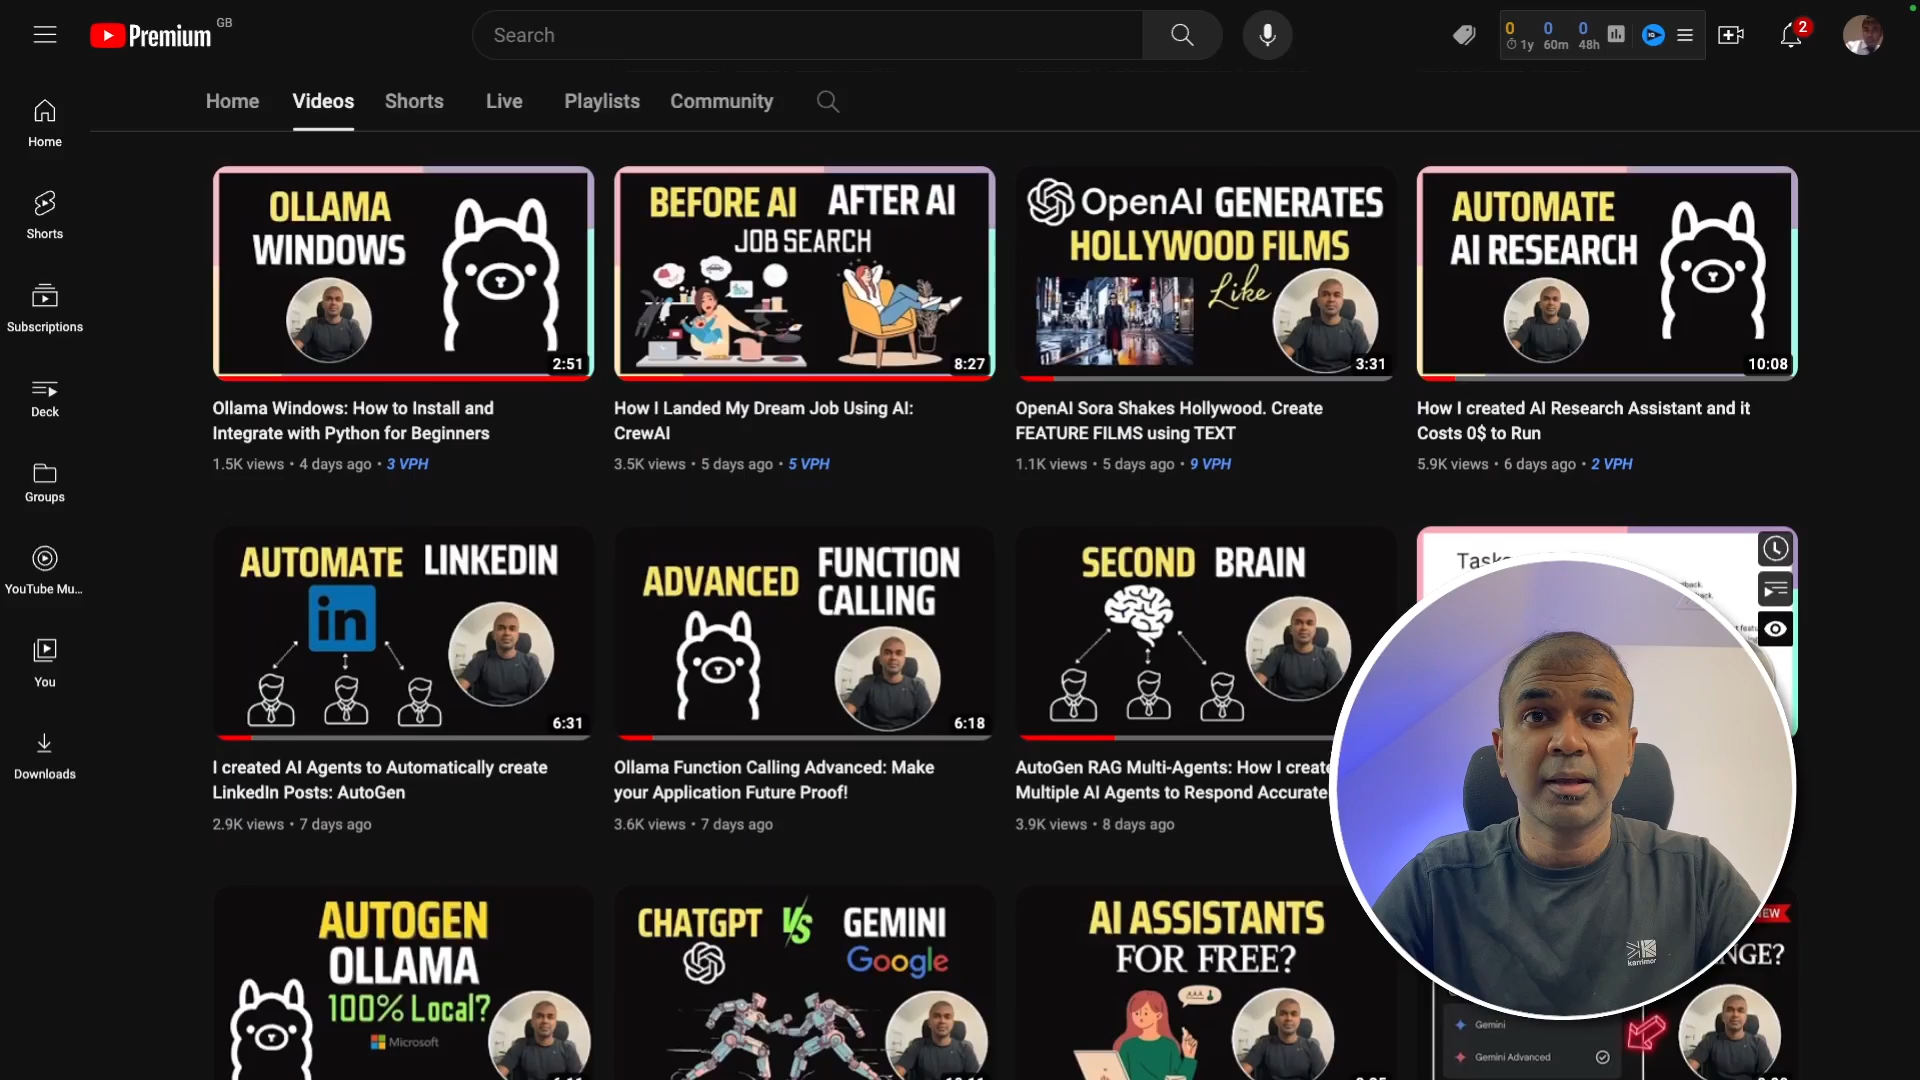 Premium
GB
Search
0 0 0
1y 60m 48h
2
Home Videos Shorts Live Playlists Community
Home
Shorts
Subscriptions
Deck
Groups
YouTube Mu...
You
Downloads
OLLAMA
WINDOWS
2:51
Ollama Windows: How to Install and
Integrate with Python for Beginners
1.5K views • 4 days ago • 3 VPH
BEFORE AI AFTER AI
JOB SEARCH
8:27
How I Landed My Dream Job Using AI:
CrewAI
3.5K views • 5 days ago • 5 VPH
OpenAI GENERATES
HOLLYWOOD FILMS
Like
3:31
OpenAI Sora Shakes Hollywood. Create
FEATURE FILMS using TEXT
1.1K views • 5 days ago • 9 VPH
AUTOMATE
AI RESEARCH
10:08
How I created AI Research Assistant and it
Costs 0$ to Run
5.9K views • 6 days ago • 2 VPH
AUTOMATE LINKEDIN
in
6:31
I created AI Agents to Automatically create
LinkedIn Posts: AutoGen
2.9K views • 7 days ago
ADVANCED FUNCTION
CALLING
6:18
Ollama Function Calling Advanced: Make
your Application Future Proof!
3.6K views • 7 days ago
SECOND BRAIN
AutoGen RAG Multi-Agents: How I create
Multiple AI Agents to Respond Accurate
3.9K views • 8 days ago
Tasks
karrimor
AUTOGEN
OLLAMA
100% Local?
Microsoft
CHATGPT VS GEMINI
Google
AI ASSISTANTS
FOR FREE?
EW
NGE?
Gemini
Gemini Advanced